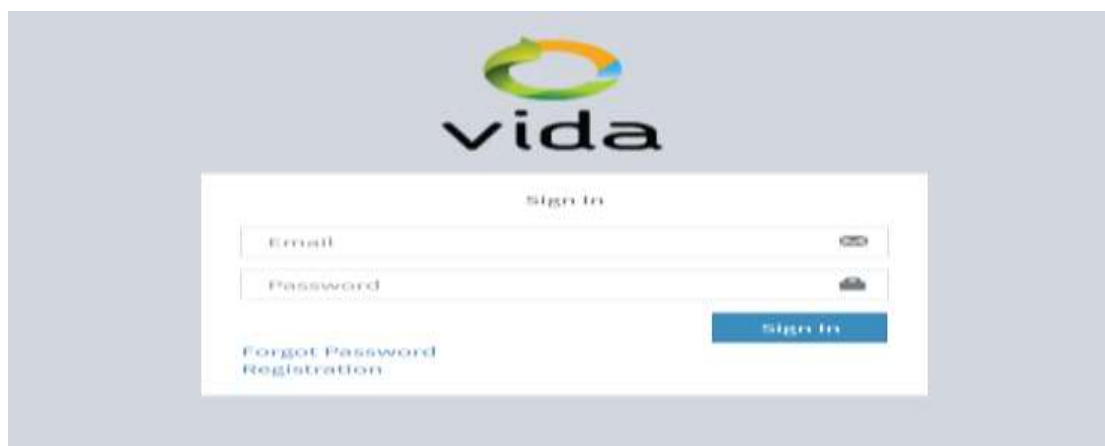 vida
Sign In
Email
Password
Sign In
Forgot Password
Registration